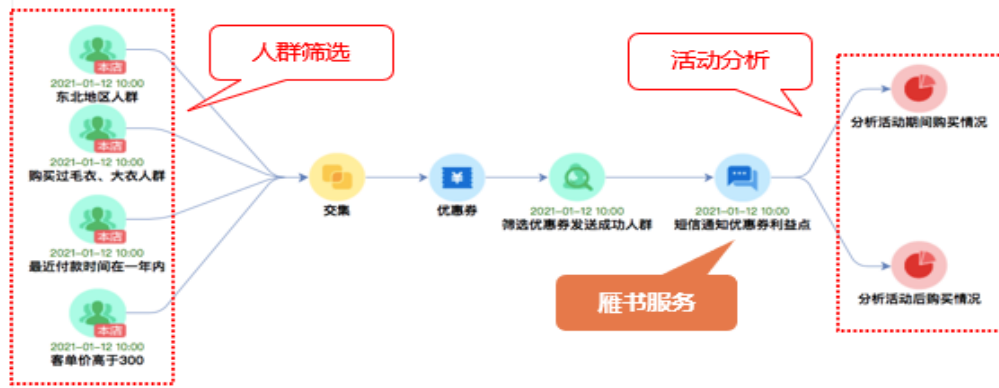 人群筛选
活动分析
本店
2021-01-12 10:00
东北地区人群
本店
2021-01-12 10:00
购买过毛衣、大衣人群
本店
2021-01-12 10:00
最近付款时间在一年内
本店
2021-01-12 10:00
客单价高于300
交集
¥
优惠券
2021-01-12 10:00
筛选优惠券发送成功人群
2021-01-12 10:00
短信通知优惠券利益点
雁书服务
分析活动期间购买情况
分析活动后购买情况